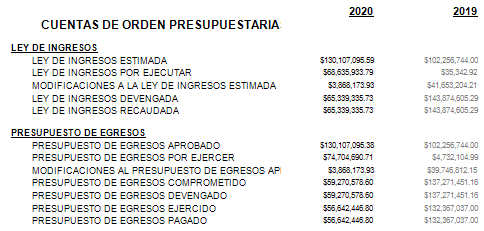 2020 2019
CUENTAS DE ORDEN PRESUPUESTARIA
LEY DE INGRESOS
LEY DE INGRESOS ESTIMADA $130,107,095.59 $102,256,744.00
LEY DE INGRESOS POR EJECUTAR $68,635,933.79 $35,342.92
MODIFICACIONES A LA LEY DE INGRESOS ESTIMADA $3,868,173.93 $41,653,204.21
LEY DE INGRESOS DEVENGADA $65,339,335.73 $143,874,605.29
LEY DE INGRESOS RECAUDADA $65,339,335.73 $143,874,605.29
PRESUPUESTO DE EGRESOS
PRESUPUESTO DE EGRESOS APROBADO $130,107,095.38 $102,256,744.00
PRESUPUESTO DE EGRESOS POR EJERCER $74,704,690.71 $4,732,104.99
MODIFICACIONES AL PRESUPUESTO DE EGRESOS API $3,868,173.93 $39,746,812.15
PRESUPUESTO DE EGRESOS COMPROMETIDO $59,270,578.60 $137,271,451.16
PRESUPUESTO DE EGRESOS DEVENGADO $59,270,578.60 $137,271,451.16
PRESUPUESTO DE EGRESOS EJERCIDO $56,642,446.80 $132,367,037.00
PRESUPUESTO DE EGRESOS PAGADO $56,642,446.80 $132,367,037.00